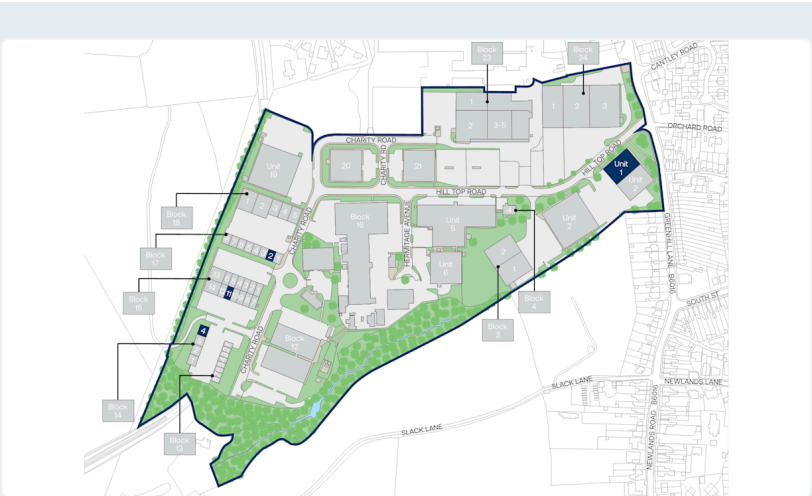 Block
23
Block
24
CANTLEY ROAD
1
2
3-5
1
2
3
ORCHARD ROAD
CHARITY ROAD
CHARITY RD
20
21
HILL TOP ROAD
Unit
1
Unit
2
Unit
19
HILL TOP ROAD
1
2
4
Block
18
CHARITY ROAD
Block
16
HERMITAGE AVENUE
Unit
5
Unit
2
GREENHILL LANE B6016
Block
17
2
2
1
Unit
6
Block
15
13
14
11
Block
4
SOUTH ST
Block
3
4
CHARITY ROAD
Block
12
Block
14
Block
13
SLACK LANE
SLACK LANE
NEWLANDS LANE
NEWLANDS ROAD B6016